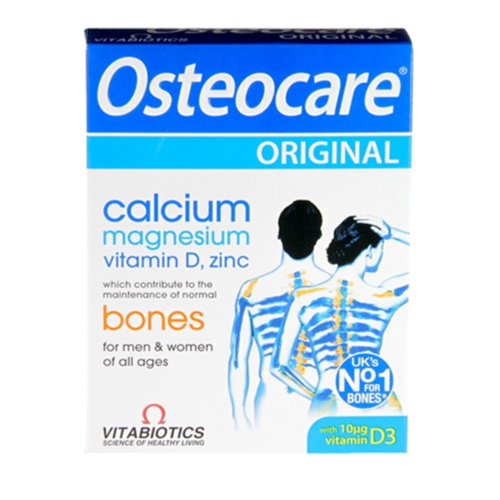 ORIGINAL
Osteocare®
ORIGINAL
calcium
magnesium
vitamin D, zinc
which contribute to the
maintenance of normal
bones
for men & women
of all ages
UK's
No1
FOR
BONES*
VITABIOTICS
SCIENCE OF HEALTHY LIVING
with 10µg
vitamin D3